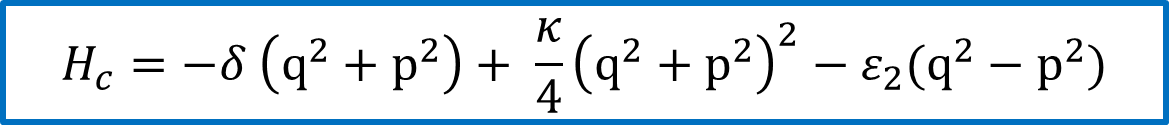 H_c = −δ (q² + p²) + κ/4 (q² + p²)² − ε₂(q² − p²)